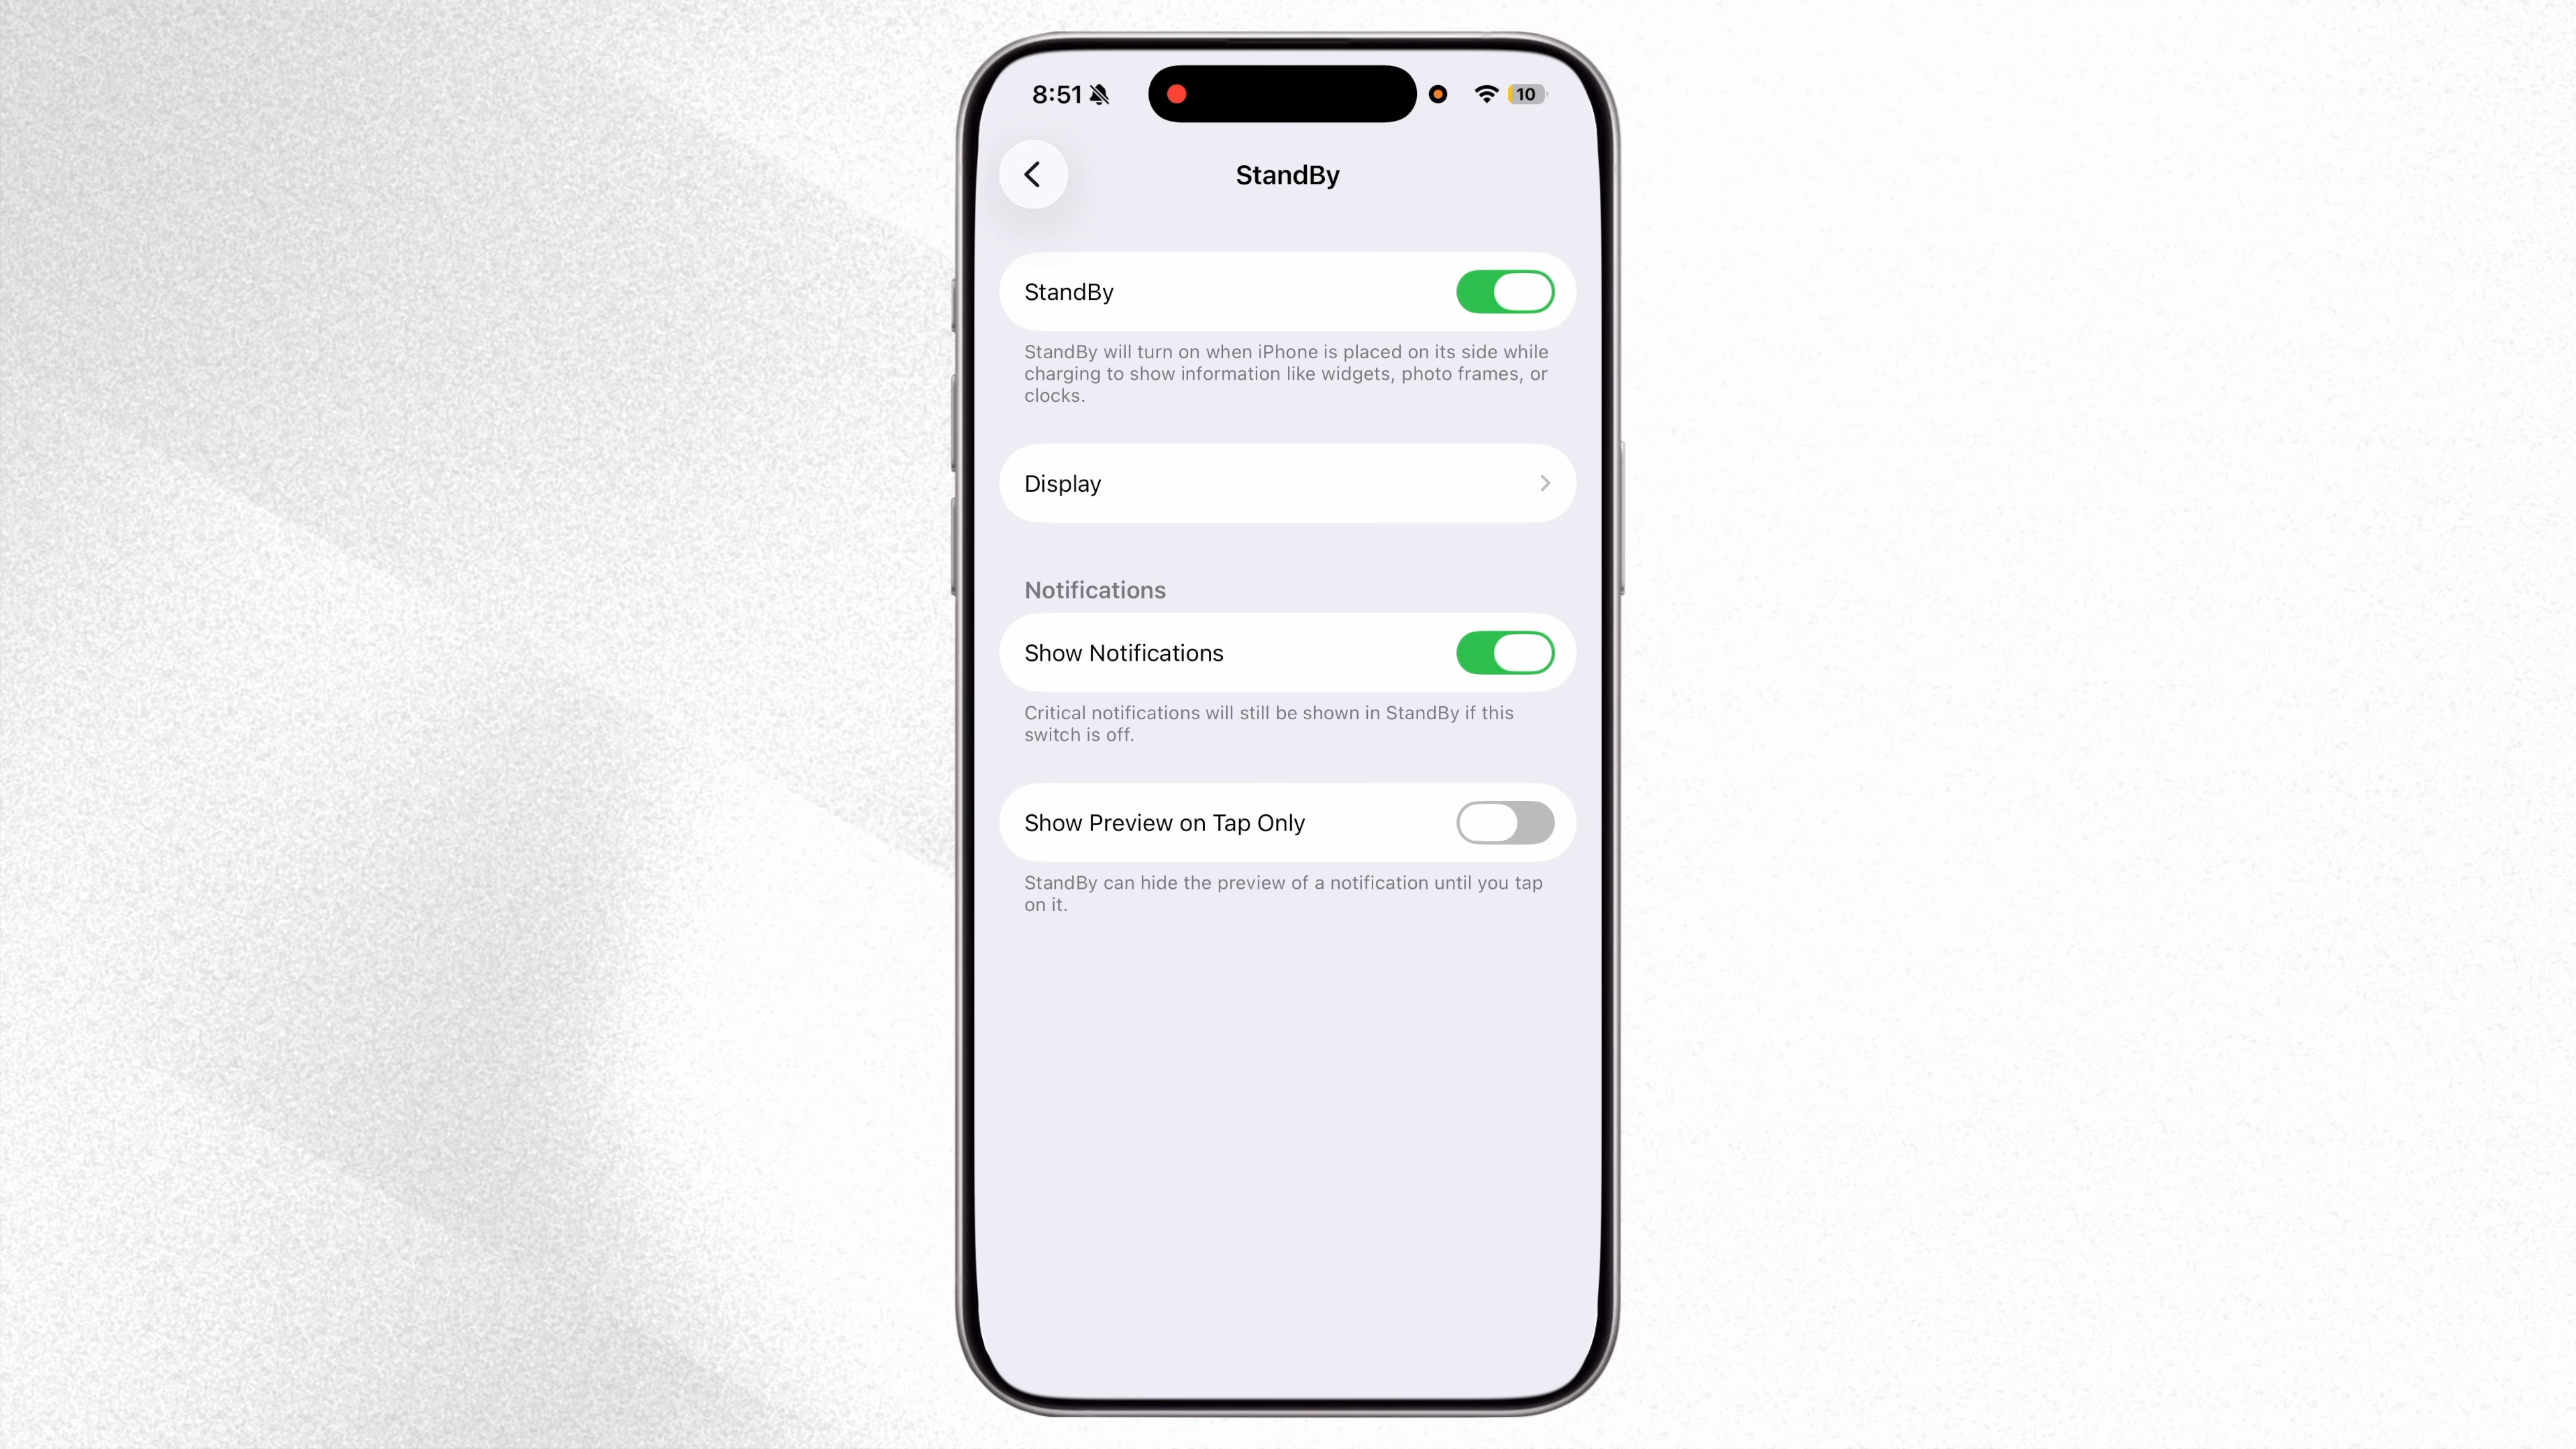 8:51
10
StandBy
StandBy
StandBy will turn on when iPhone is placed on its side while
charging to show information like widgets, photo frames, or
clocks.
Display
Notifications
Show Notifications
Critical notifications will still be shown in StandBy if this
switch is off.
Show Preview on Tap Only
StandBy can hide the preview of a notification until you tap
on it.